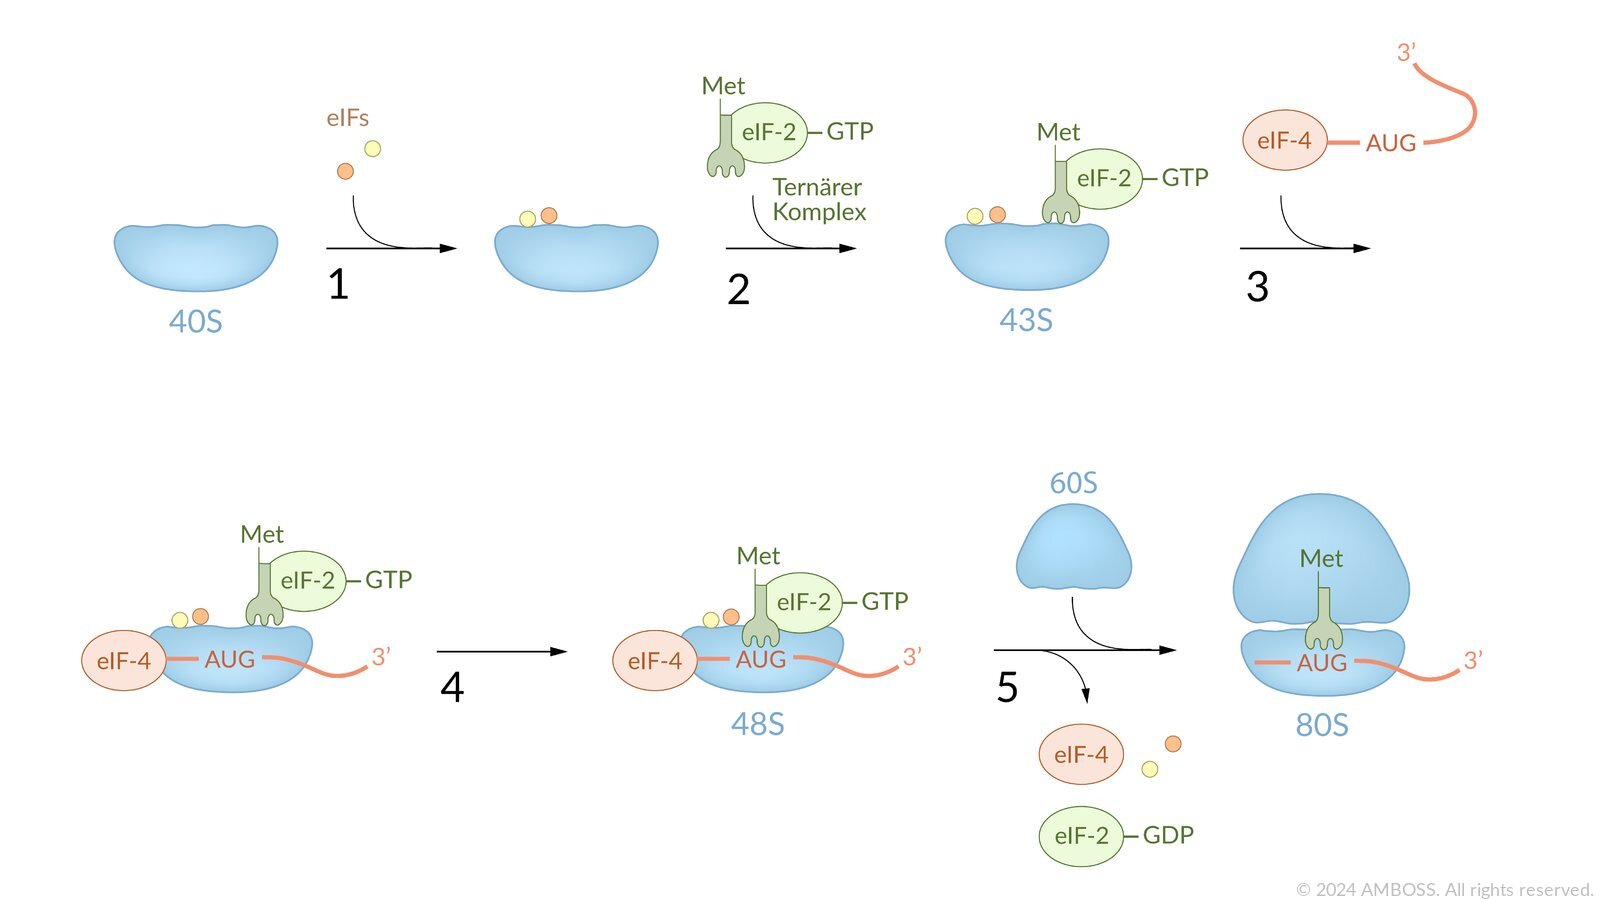 eIFs
1
40S
Met
eIF-2
GTP
Ternärer
Komplex
2
Met
eIF-2
GTP
43S
3'
eIF-4
AUG
3
Met
eIF-2
GTP
eIF-4
AUG
3'
4
Met
eIF-2
GTP
eIF-4
AUG
3'
48S
60S
5
eIF-4
eIF-2
GDP
Met
AUG
3'
80S
© 2024 AMBOSS. All rights reserved.